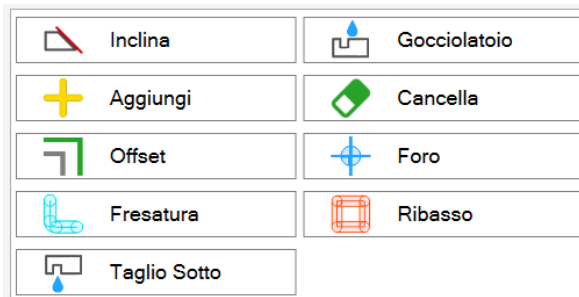 Inclina
Gocciolatoio
Aggiungi
Cancella
Offset
Foro
Fresatura
Ribasso
Taglio Sotto